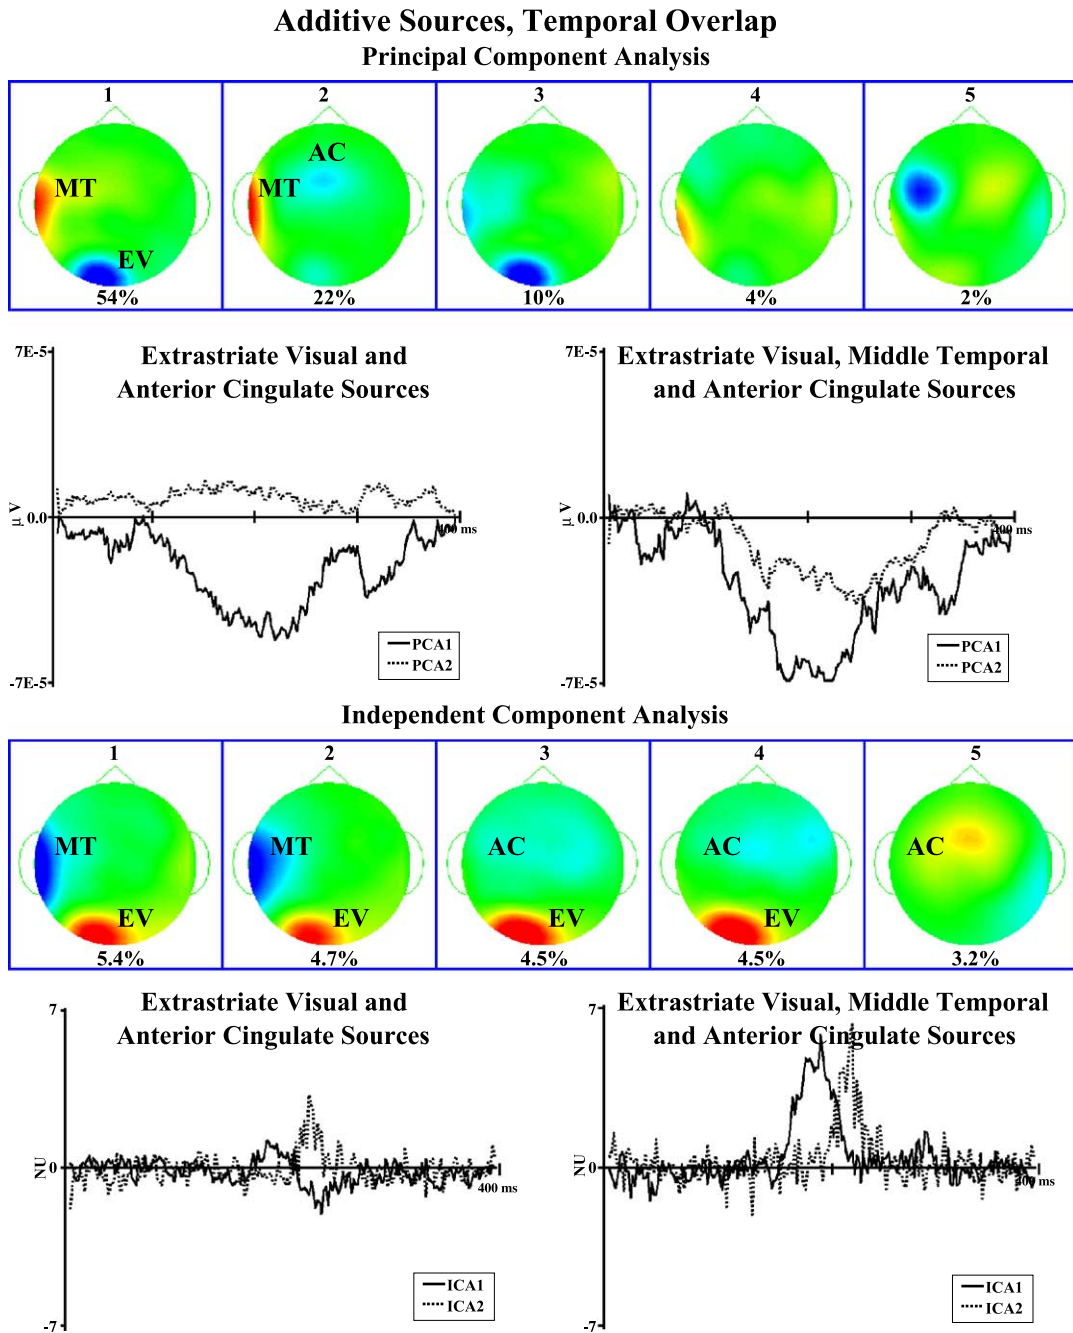 Additive Sources, Temporal Overlap
Principal Component Analysis
1 2 3 4 5
AC
MT MT
EV
54% 22% 10% 4% 2%
7E-5 Extrastriate Visual and
Anterior Cingulate Sources
μV 0.0
400 ms
PCA1
PCA2
-7E-5
7E-5 Extrastriate Visual, Middle Temporal
and Anterior Cingulate Sources
μV 0.0
400 ms
PCA1
PCA2
-7E-5
Independent Component Analysis
1 2 3 4 5
MT MT AC AC AC
EV EV EV EV
5.4% 4.7% 4.5% 4.5% 3.2%
7 Extrastriate Visual and
Anterior Cingulate Sources
NU 0
400 ms
ICA1
ICA2
-7
7 Extrastriate Visual, Middle Temporal
and Anterior Cingulate Sources
NU 0
400 ms
ICA1
ICA2
-7